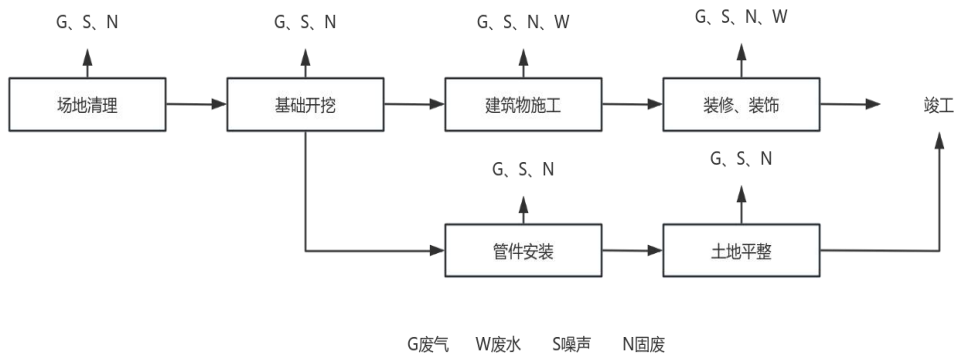 G、S、N
G、S、N
G、S、N、W
G、S、N、W
场地清理
基础开挖
建筑物施工
装修、装饰
竣工
G、S、N
G、S、N
管件安装
土地平整
G废气 W废水 S噪声 N固废